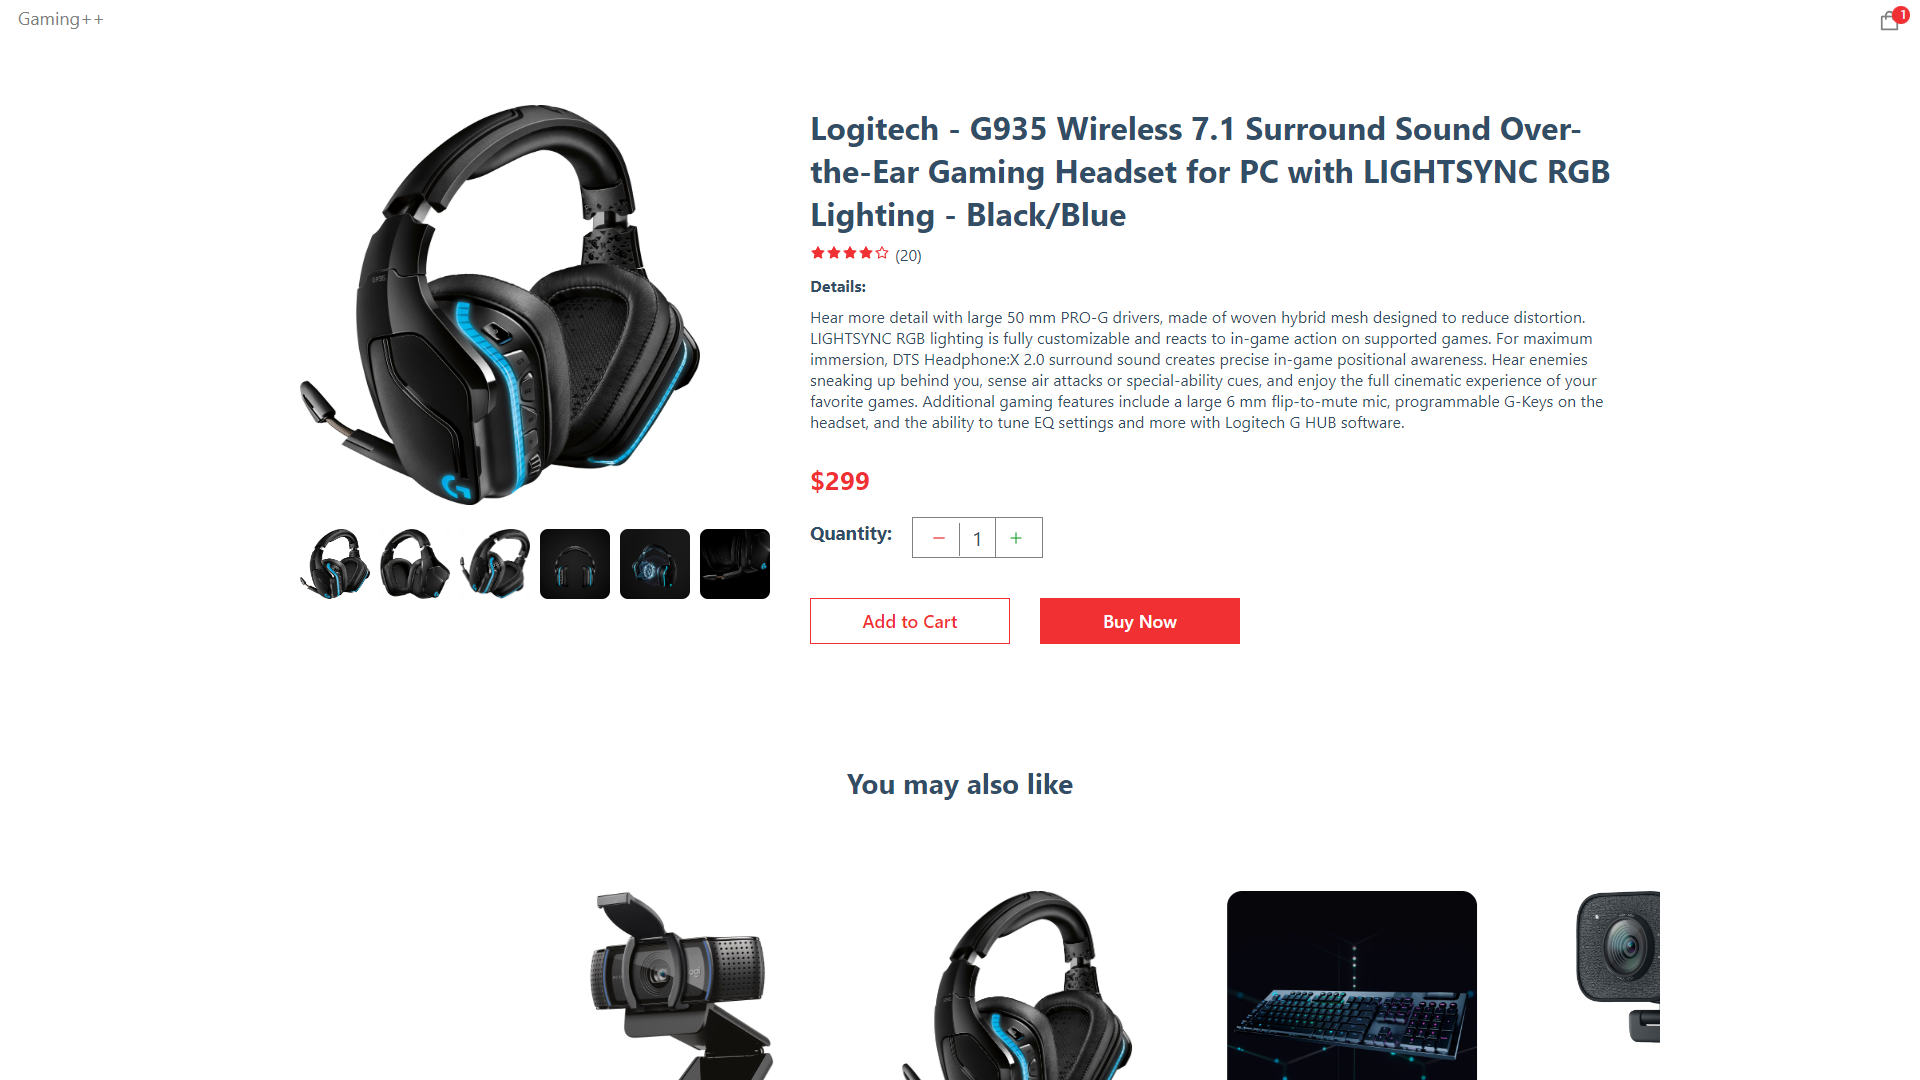 Gaming++
1
Logitech - G935 Wireless 7.1 Surround Sound Over-
the-Ear Gaming Headset for PC with LIGHTSYNC RGB
Lighting - Black/Blue
(20)
Details:
Hear more detail with large 50 mm PRO-G drivers, made of woven hybrid mesh designed to reduce distortion.
LIGHTSYNC RGB lighting is fully customizable and reacts to in-game action on supported games. For maximum
immersion, DTS Headphone:X 2.0 surround sound creates precise in-game positional awareness. Hear enemies
sneaking up behind you, sense air attacks or special-ability cues, and enjoy the full cinematic experience of your
favorite games. Additional gaming features include a large 6 mm flip-to-mute mic, programmable G-Keys on the
headset, and the ability to tune EQ settings and more with Logitech G HUB software.
$299
Quantity:
− 1 +
Add to Cart
Buy Now
You may also like